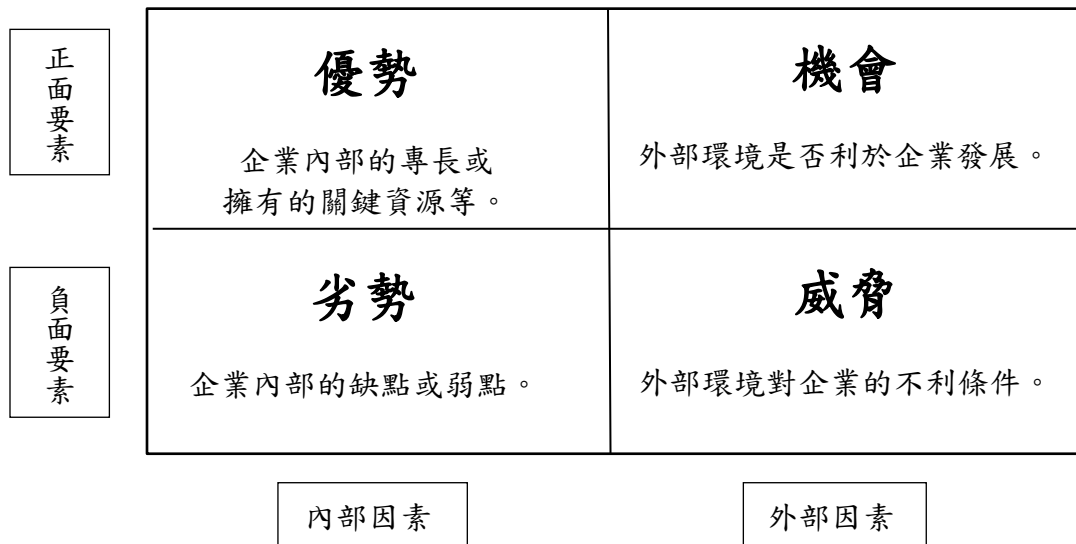 正面要素
優勢
企業內部的專長或
擁有的關鍵資源等。
機會
外部環境是否利於企業發展。
負面要素
劣勢
企業內部的缺點或弱點。
威脅
外部環境對企業的不利條件。
內部因素
外部因素